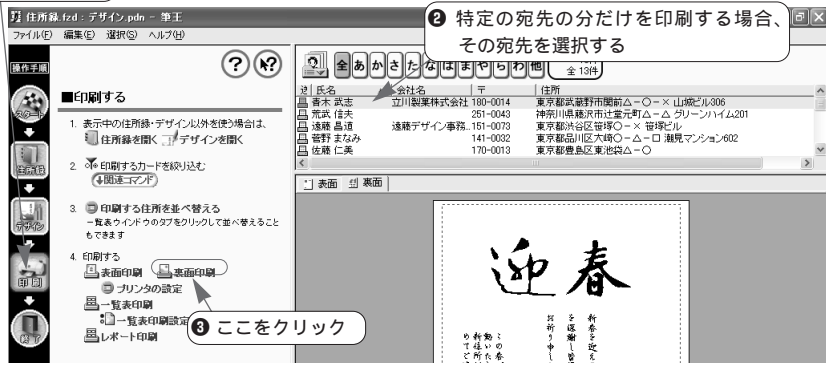 住所録.fzd : デザイン.pdn - 筆王
ファイル(F) 編集(E) 選択(S) ヘルプ(H)
❷ 特定の宛先の分だけを印刷する場合、
その宛先を選択する
操作手順
スタート
住所録
デザイン
印刷
終了
■印刷する
1. 表示中の住所録・デザイン以外を使う場合は、
住所録を開く デザインを開く
2. 印刷するカードを絞り込む
(↓関連コマンド)
3. 印刷する住所を並べ替える
一覧表ウインドウのタブをクリックして並べ替えること
もできます
4. 印刷する
表面印刷 裏面印刷
プリンタの設定
一覧表印刷
一覧表印刷設定
レポート印刷
❸ ここをクリック
全 あ か さ た な は ま や ら わ 他
全 13件
氏名 会社名 〒 住所
青木 武志 立川製菓株式会社 180-0014 東京都武蔵野市関前△-○-× 山城ビル306
荒武 信夫 251-0043 神奈川県藤沢市辻堂元町△-△ グリーンハイム201
遠藤 昌道 遠藤デザイン事務... 151-0073 東京都渋谷区笹塚○-× 笹塚ビル
菅野 まなみ 141-0032 東京都品川区大崎○-△-□ 潮見マンション602
佐藤 仁美 170-0013 東京都豊島区東池袋△-○
表面 裏面
迎春